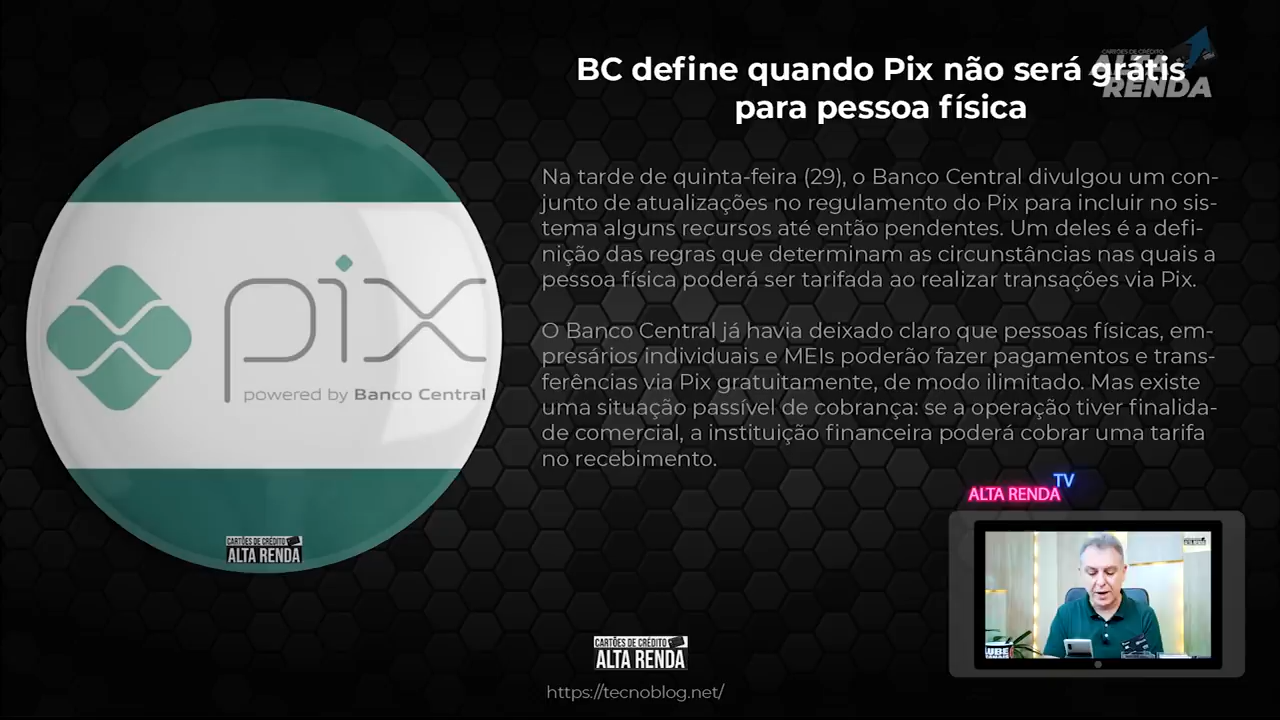 BC define quando Pix não será grátis
para pessoa física
CARTÕES DE CRÉDITO
ALTA
RENDA
Na tarde de quinta-feira (29), o Banco Central divulgou um con-
junto de atualizações no regulamento do Pix para incluir no sis-
tema alguns recursos até então pendentes. Um deles é a defi-
nição das regras que determinam as circunstâncias nas quais a
pessoa física poderá ser tarifada ao realizar transações via Pix.
O Banco Central já havia deixado claro que pessoas físicas, em-
presários individuais e MEIs poderão fazer pagamentos e trans-
ferências via Pix gratuitamente, de modo ilimitado. Mas existe
uma situação passível de cobrança: se a operação tiver finalida-
de comercial, a instituição financeira poderá cobrar uma tarifa
no recebimento.
pix
powered by Banco Central
CARTÕES DE CRÉDITO
ALTA RENDA
TV
ALTA RENDA
CARTÕES DE CRÉDITO
ALTA RENDA
https://tecnoblog.net/